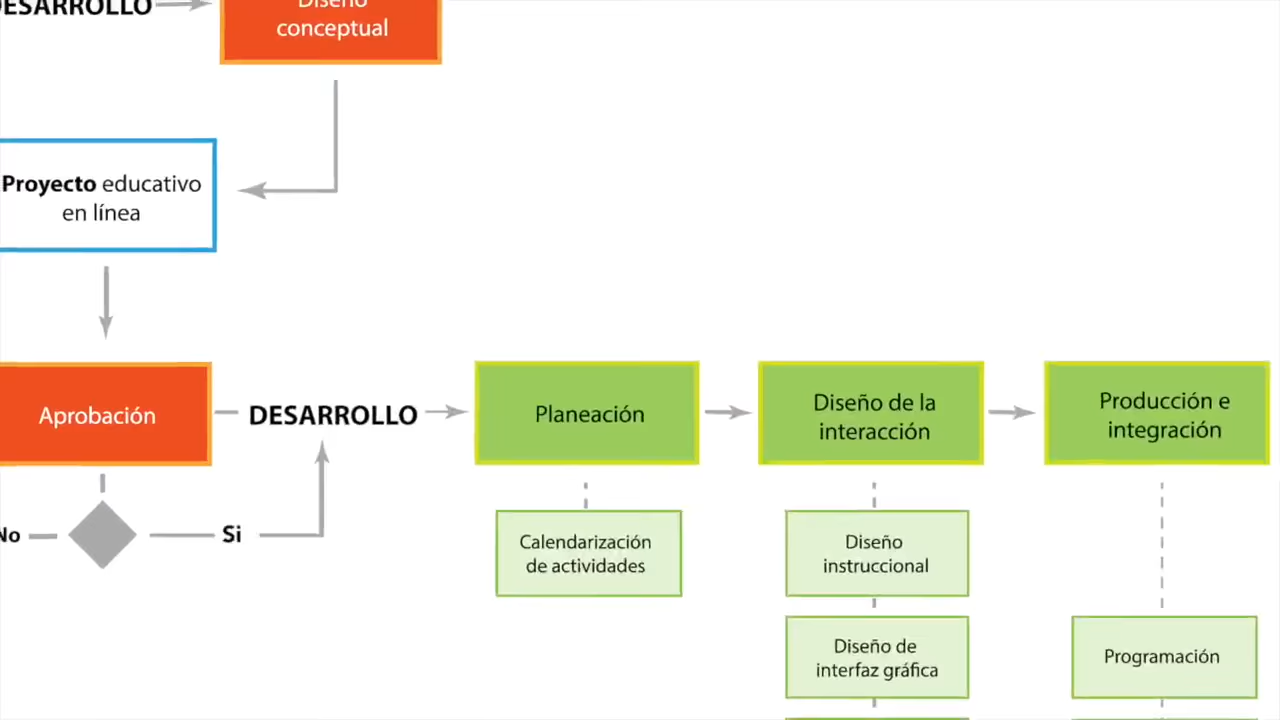 DESARROLLO
Diseño
conceptual
Proyecto educativo
en línea
Aprobación
DESARROLLO
Planeación
Diseño de la
interacción
Producción e
integración
No
Si
Calendarización
de actividades
Diseño
instruccional
Diseño de
interfaz gráfica
Programación